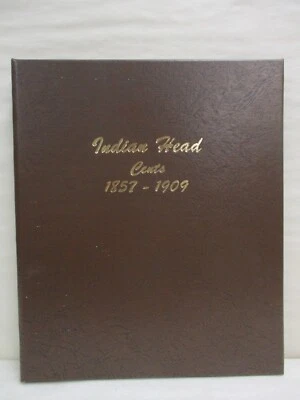 Indian Head
Cents
1857 - 1909